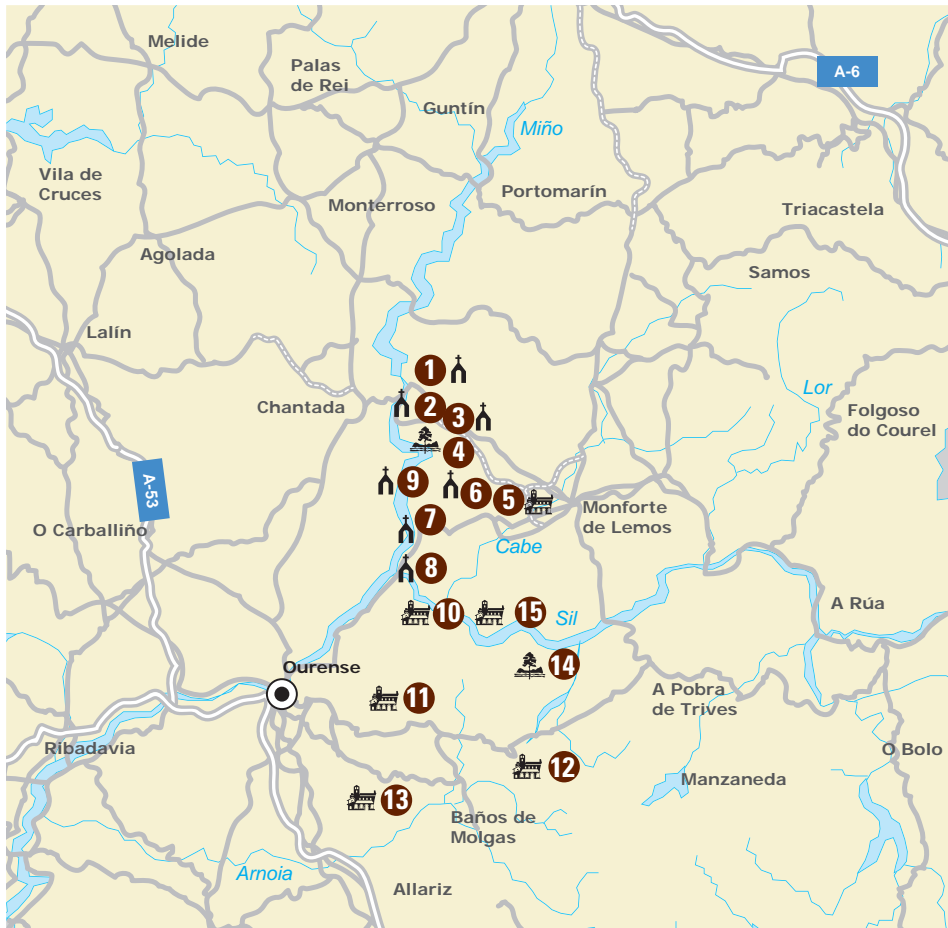 Melide
Palas
de Rei
A-6
Guntín
Miño
Vila de
Cruces
Portomarín
Monterroso
Triacastela
Agolada
Samos
Lalín
1
Lor
Chantada
2
3
Folgoso
do Courel
4
A-53
9
6
5
Monforte
de Lemos
O Carballiño
7
Cabe
8
10
15
Sil
A Rúa
Ourense
14
11
A Pobra
de Trives
Ribadavia
O Bolo
12
Manzaneda
13
Baños de
Molgas
Arnoia
Allariz